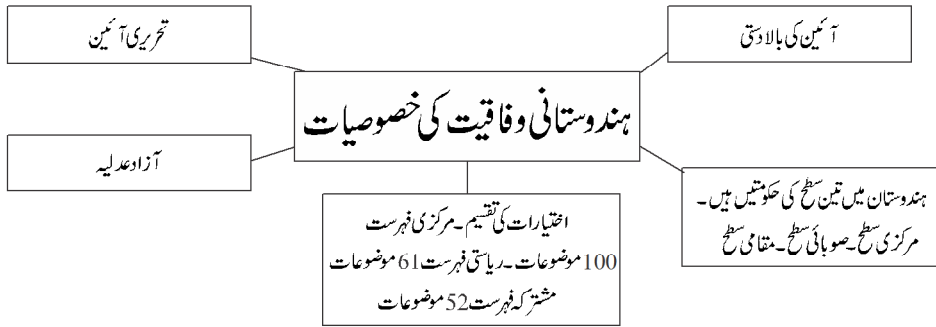 آئین کی بالادستی
تحریری آئین
ہندوستانی وفاقیت کی خصوصیات
آزاد عدلیہ
ہندوستان میں تین سطح کی حکومتیں ہیں۔
مرکزی سطح۔صوبائی سطح۔مقامی سطح
اختیارات کی تقسیم۔مرکزی فہرست
100 موضوعات۔ریاستی فہرست 61 موضوعات
مشترکہ فہرست 52 موضوعات